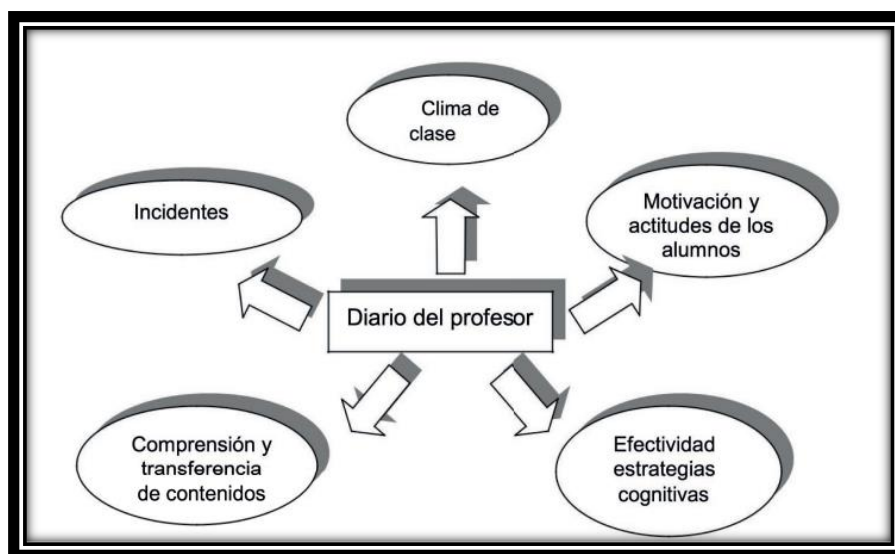 Clima de
clase
Incidentes
Motivación y
actitudes de los
alumnos
Diario del profesor
Comprensión y
transferencia
de contenidos
Efectividad
estrategias
cognitivas